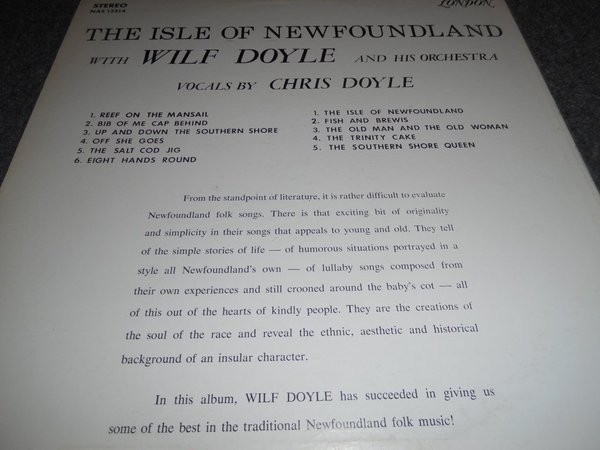 STEREO
NAS 13514
LONDON
THE ISLE OF NEWFOUNDLAND
WITH WILF DOYLE AND HIS ORCHESTRA
VOCALS BY CHRIS DOYLE
1. REEF ON THE MANSAIL
2. BIB OF ME CAP BEHIND
3. UP AND DOWN THE SOUTHERN SHORE
4. OFF SHE GOES
5. THE SALT COD JIG
6. EIGHT HANDS ROUND
1. THE ISLE OF NEWFOUNDLAND
2. FISH AND BREWIS
3. THE OLD MAN AND THE OLD WOMAN
4. THE TRINITY CAKE
5. THE SOUTHERN SHORE QUEEN
From the standpoint of literature, it is rather difficult to evaluate
Newfoundland folk songs. There is that exciting bit of originality
and simplicity in their songs that appeals to young and old. They tell
of the simple stories of life — of humorous situations portrayed in a
style all Newfoundland's own — of lullaby songs composed from
their own experiences and still crooned around the baby's cot — all
of this out of the hearts of kindly people. They are the creations of
the soul of the race and reveal the ethnic, aesthetic and historical
background of an insular character.
In this album, WILF DOYLE has succeeded in giving us
some of the best in the traditional Newfoundland folk music!